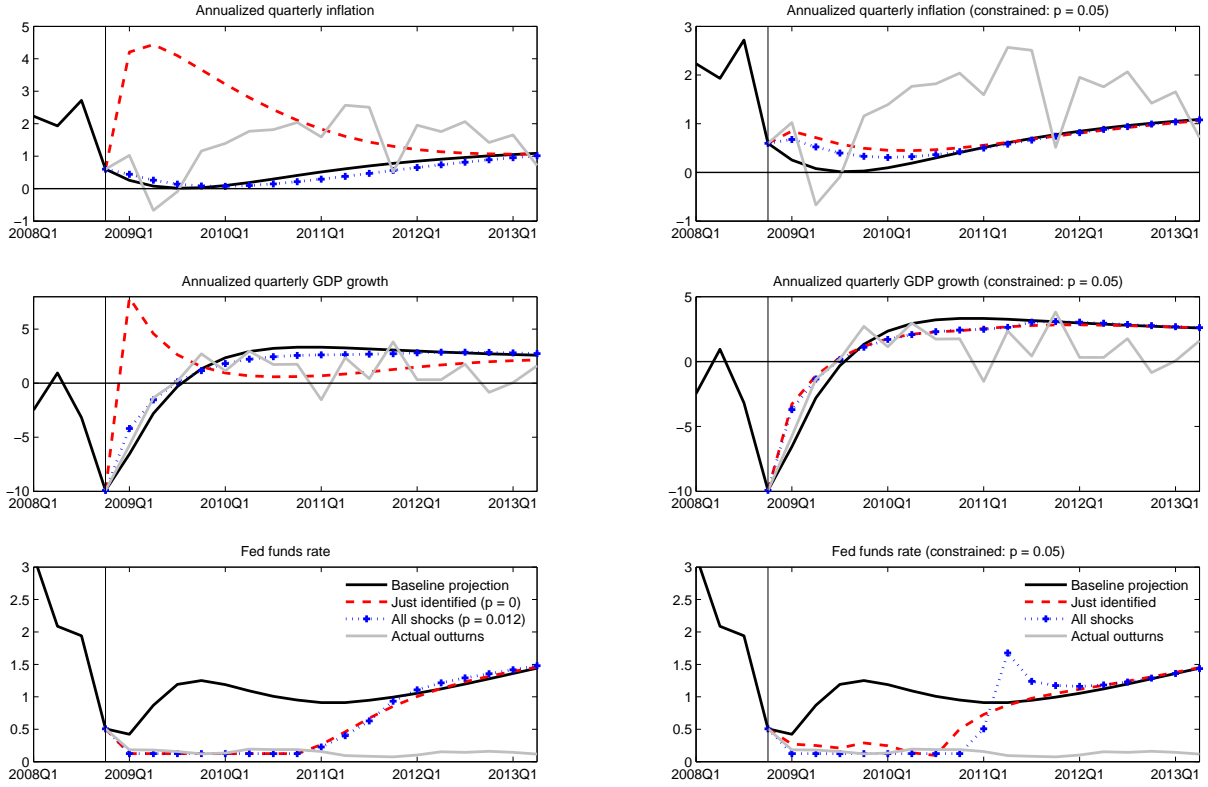 Annualized quarterly inflation
5
4
3
2
1
0
−1
2008Q1 2009Q1 2010Q1 2011Q1 2012Q1 2013Q1
Annualized quarterly inflation (constrained: p = 0.05)
3
2
1
0
−1
2008Q1 2009Q1 2010Q1 2011Q1 2012Q1 2013Q1
Annualized quarterly GDP growth
5
0
−5
−10
2008Q1 2009Q1 2010Q1 2011Q1 2012Q1 2013Q1
Annualized quarterly GDP growth (constrained: p = 0.05)
5
0
−5
−10
2008Q1 2009Q1 2010Q1 2011Q1 2012Q1 2013Q1
Fed funds rate
3
2.5
2
1.5
1
0.5
0
Baseline projection
Just identified (p = 0)
All shocks (p = 0.012)
Actual outturns
2008Q1 2009Q1 2010Q1 2011Q1 2012Q1 2013Q1
Fed funds rate (constrained: p = 0.05)
3
2.5
2
1.5
1
0.5
0
Baseline projection
Just identified
All shocks
Actual outturns
2008Q1 2009Q1 2010Q1 2011Q1 2012Q1 2013Q1